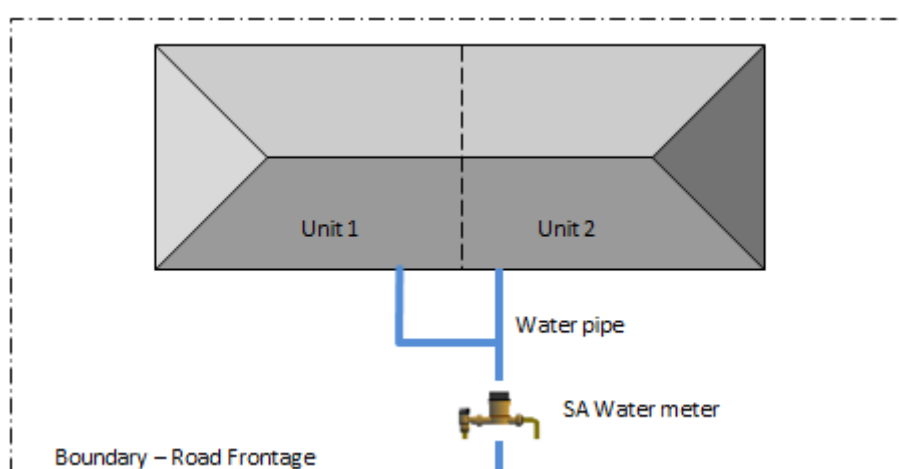 Unit 1
Unit 2
Water pipe
SA Water meter
Boundary – Road Frontage